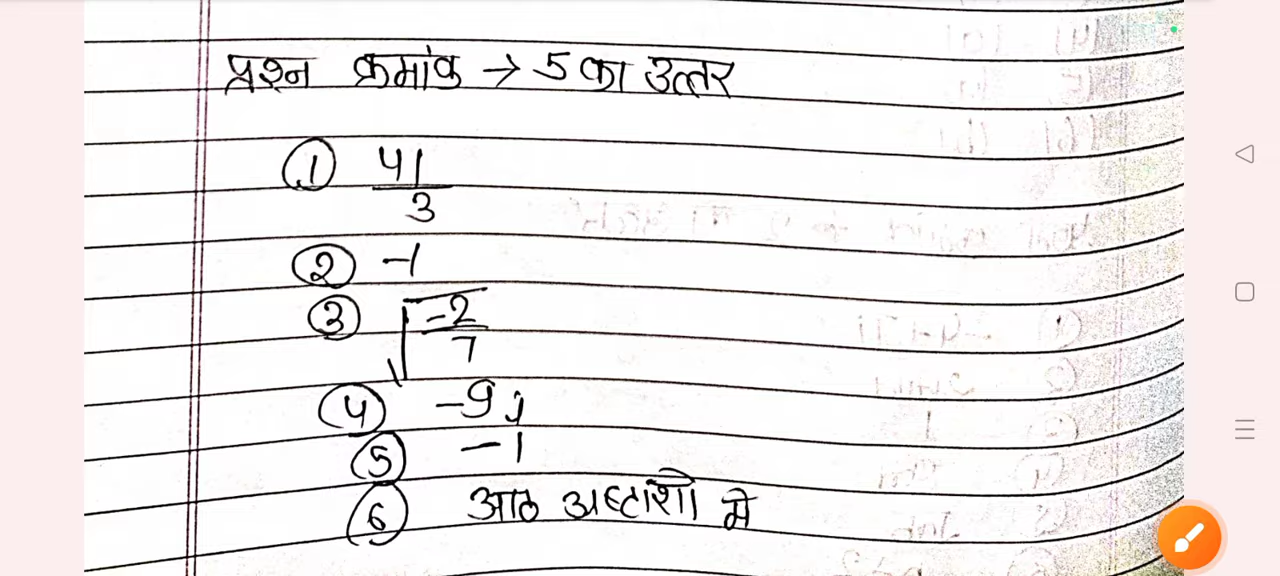 प्रश्न क्रमांक → 5 का उत्तर
① 41/3
② -1
③ √(-2/7)
④ -9j
⑤ -1
⑥ आठ अष्टाशो मे